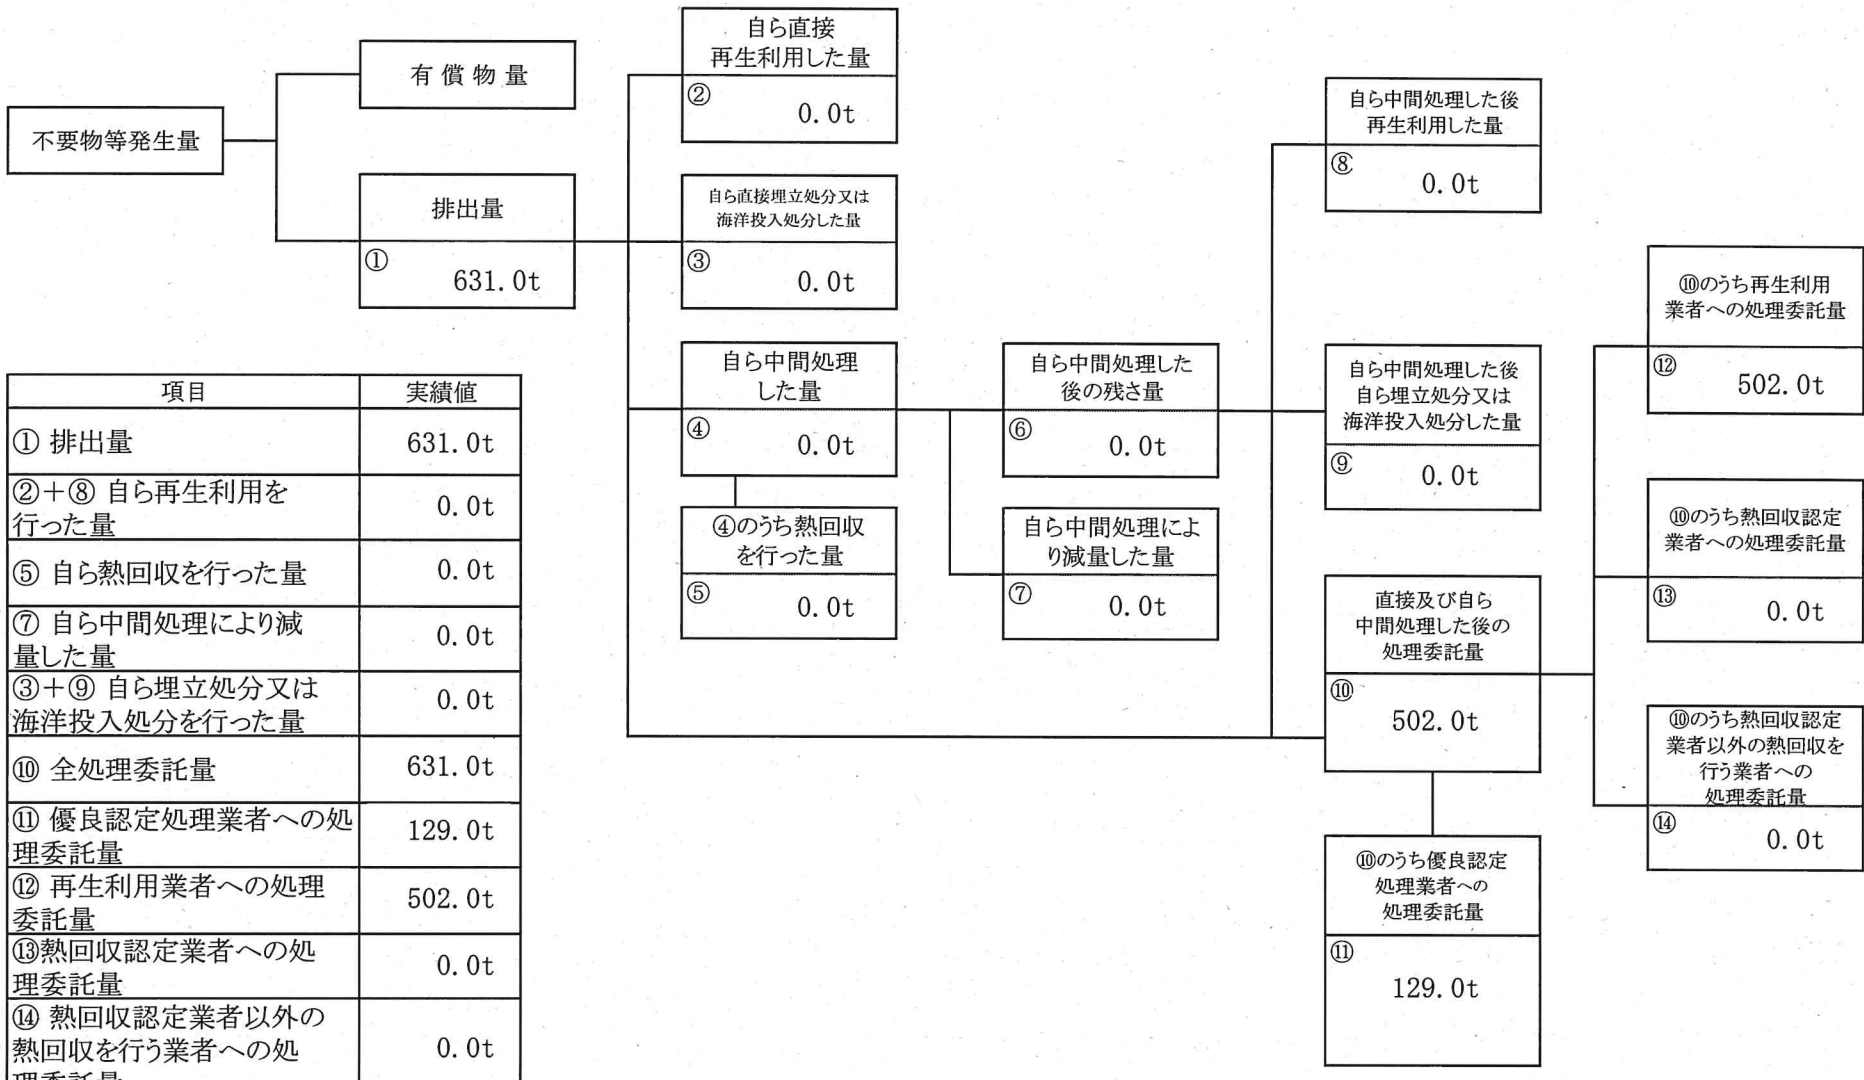 不要物等発生量
有償物量
排出量
①
631.0t
自ら直接
再生利用した量
②
0.0t
自ら直接埋立処分又は
海洋投入処分した量
③
0.0t
自ら中間処理
した量
④
0.0t
④のうち熱回収
を行った量
⑤
0.0t
自ら中間処理した
後の残さ量
⑥
0.0t
自ら中間処理によ
り減量した量
⑦
0.0t
自ら中間処理した後
再生利用した量
⑧
0.0t
自ら中間処理した後
自ら埋立処分又は
海洋投入処分した量
⑨
0.0t
直接及び自ら
中間処理した後の
処理委託量
⑩
502.0t
⑩のうち優良認定
処理業者への
処理委託量
⑪
129.0t
⑩のうち再生利用
業者への処理委託量
⑫
502.0t
⑩のうち熱回収認定
業者への処理委託量
⑬
0.0t
⑩のうち熱回収認定
業者以外の熱回収を
行う業者への
処理委託量
⑭
0.0t
項目 実績値
① 排出量 631.0t
②+⑧ 自ら再生利用を
行った量 0.0t
⑤ 自ら熱回収を行った量 0.0t
⑦ 自ら中間処理により減
量した量 0.0t
③+⑨ 自ら埋立処分又は
海洋投入処分を行った量 0.0t
⑩ 全処理委託量 631.0t
⑪ 優良認定処理業者への処
理委託量 129.0t
⑫ 再生利用業者への処理
委託量 502.0t
⑬熱回収認定業者への処
理委託量 0.0t
⑭ 熱回収認定業者以外の
熱回収を行う業者への処 0.0t
理委託量